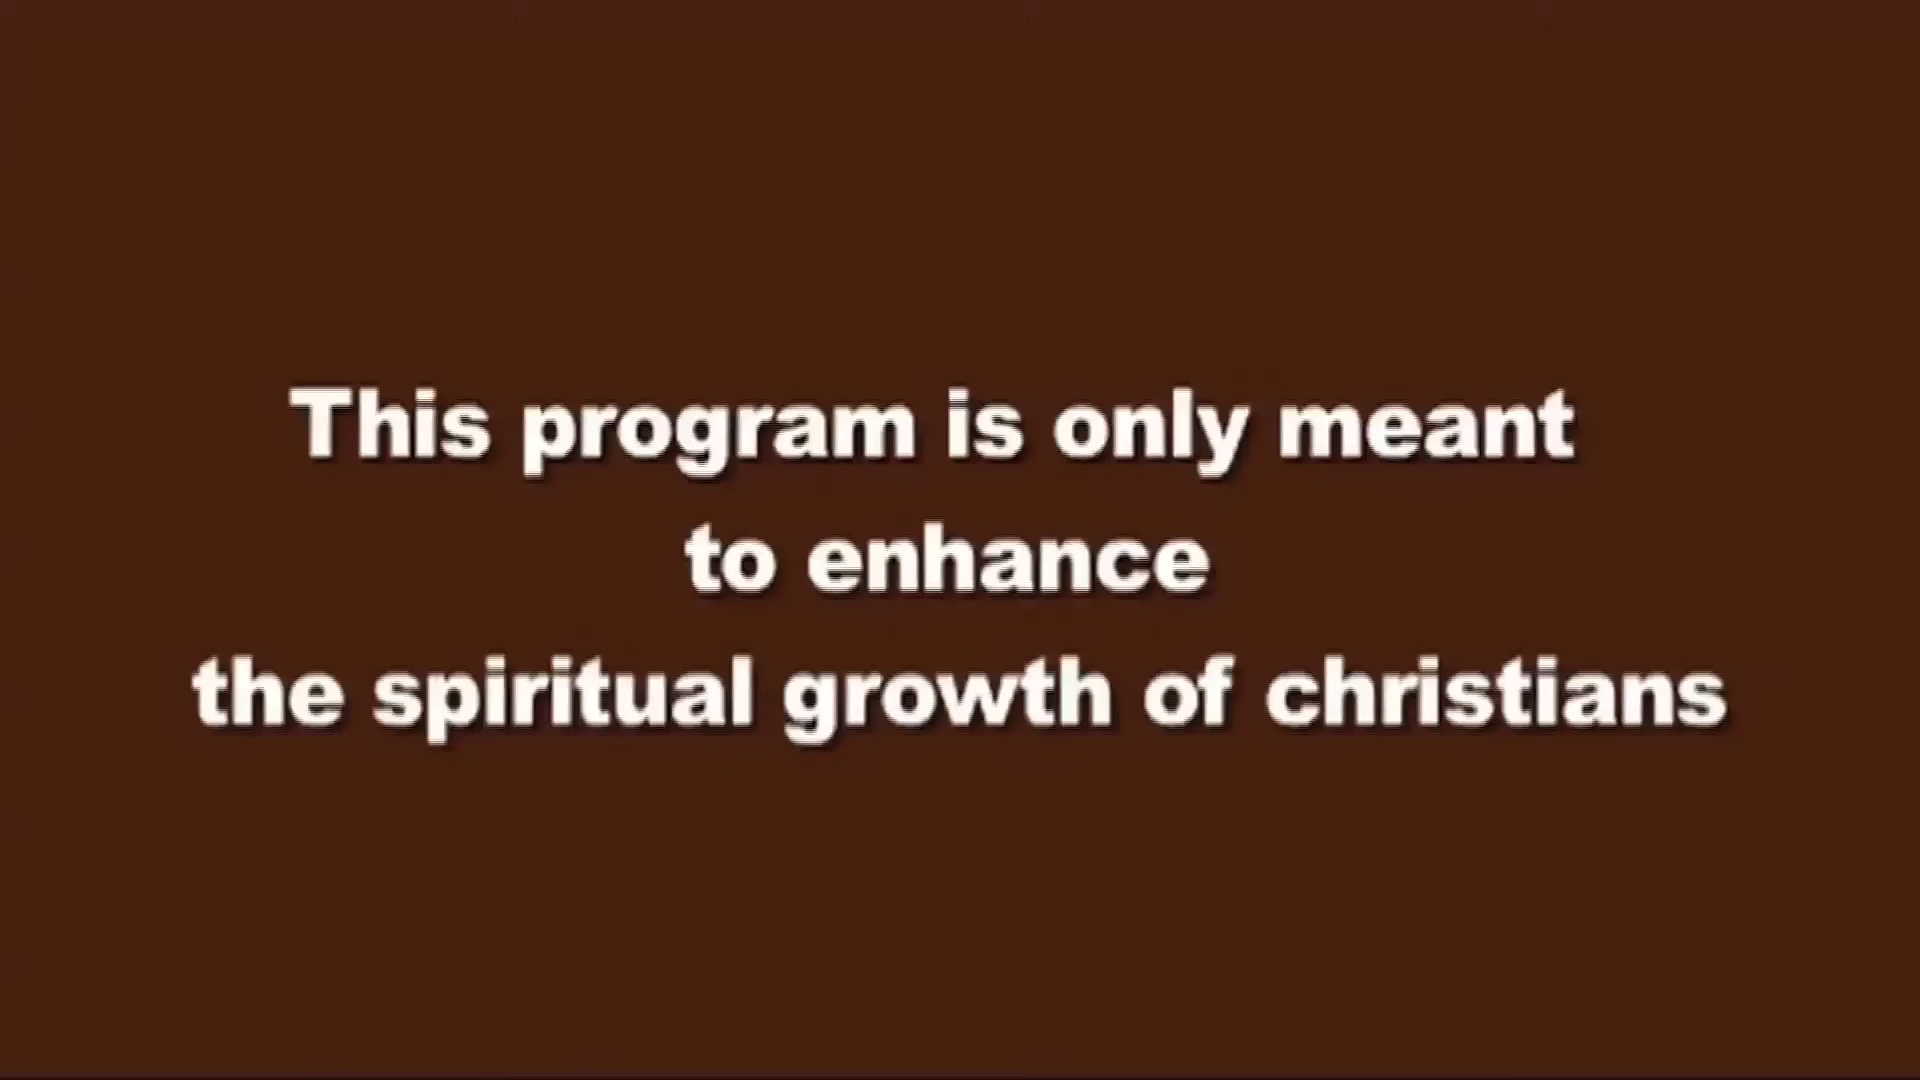 This program is only meant
to enhance
the spiritual growth of christians